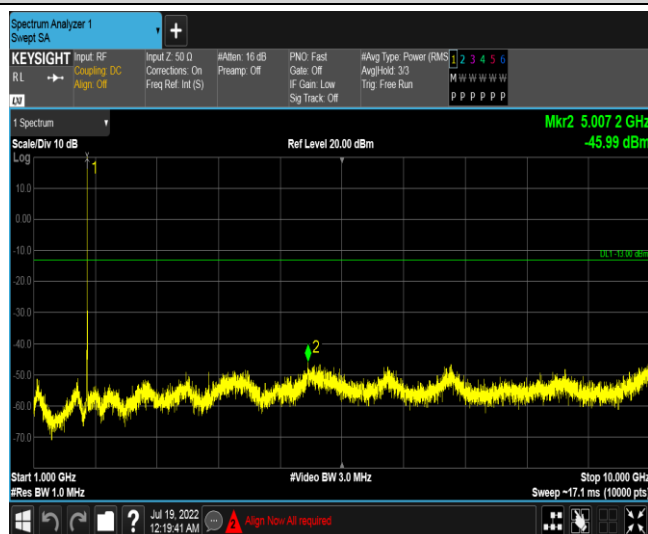 Spectrum Analyzer 1
Swept SA
+
KEYSIGHT
RL
LXI
Input: RF
Coupling: DC
Align: Off
Input Z: 50 Ω
Corrections: On
Freq Ref: Int (S)
#Atten: 16 dB
Preamp: Off
PNO: Fast
Gate: Off
IF Gain: Low
Sig Track: Off
#Avg Type: Power (RMS
Avg|Hold: 3/3
Trig: Free Run
1 2 3 4 5 6
M W W W W W
P P P P P P
1 Spectrum
Mkr2 5.007 2 GHz
-45.99 dBm
Scale/Div 10 dB
Ref Level 20.00 dBm
Log
1
10.0
0.00
-10.0
DL1 -13.00 dBm
-20.0
-30.0
-40.0
2
-50.0
-60.0
-70.0
Start 1.000 GHz
#Video BW 3.0 MHz
Stop 10.000 GHz
#Res BW 1.0 MHz
Sweep ~17.1 ms (10000 pts)
?
Jul 19, 2022
12:19:41 AM
2
Align Now All required